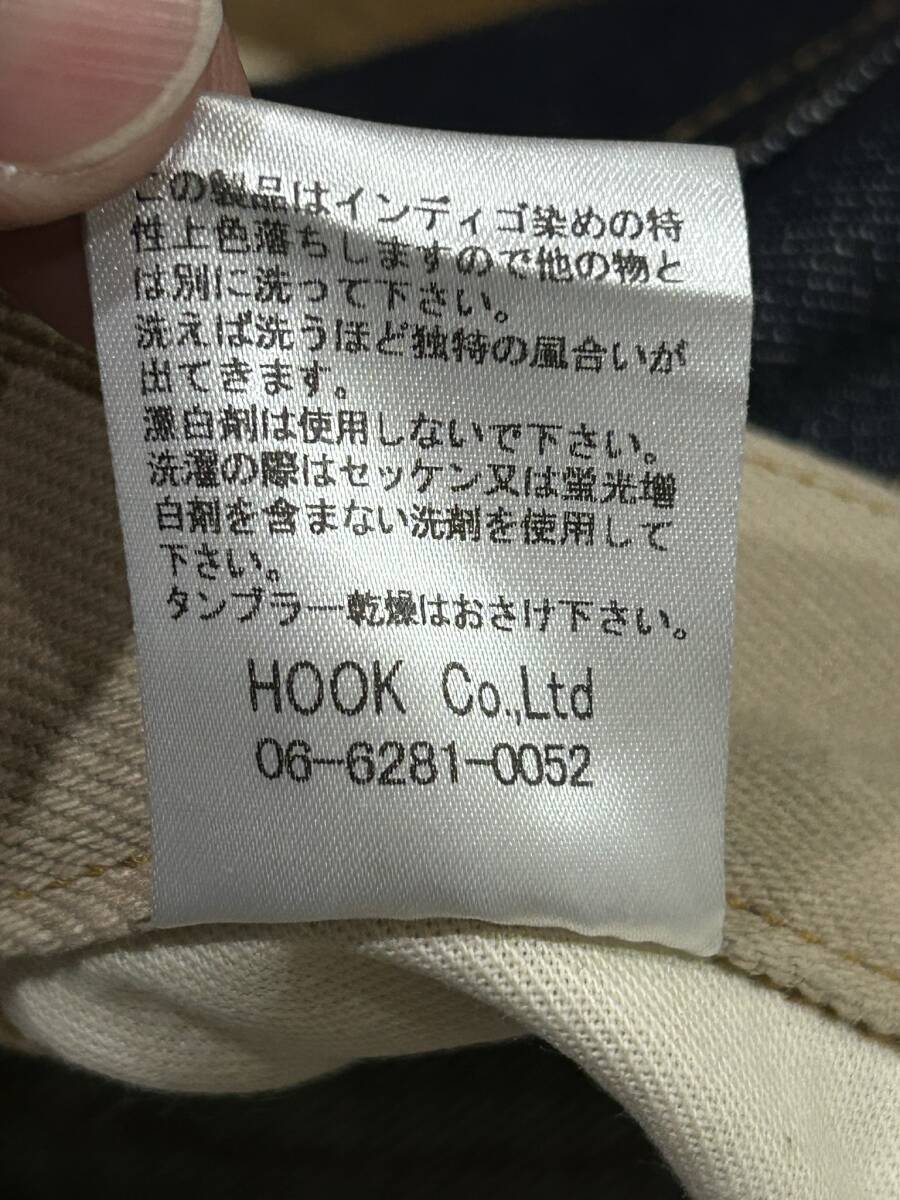 この製品はインディゴ染めの特
性上色落ちしますので他の物と
は別に洗って下さい。
洗えば洗うほど独特の風合いが
出てきます。
漂白剤は使用しないで下さい。
洗濯の際はセッケン又は蛍光増
白剤を含まない洗剤を使用して
下さい。
タンブラー乾燥はおさけ下さい。
HOOK Co.,Ltd
06-6281-0052